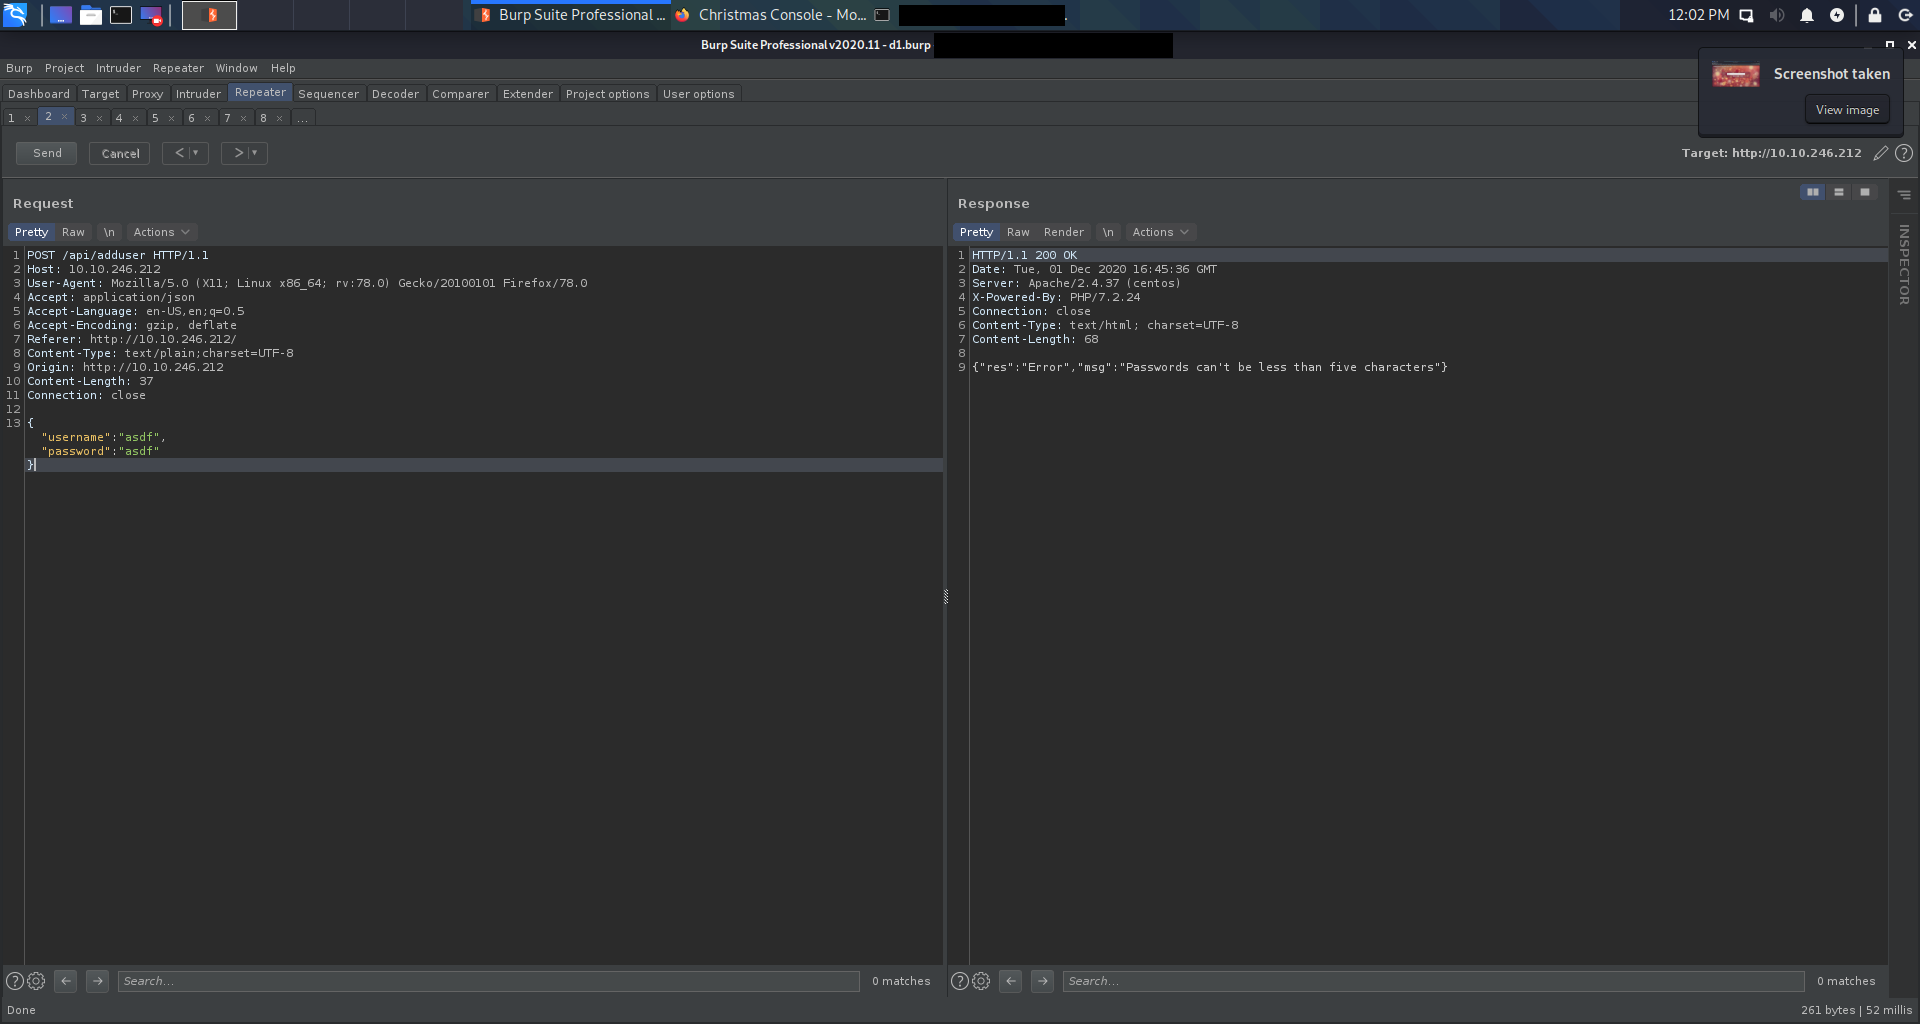 Burp Suite Professional ...
Christmas Console - Mo...
12:02 PM
Burp Suite Professional v2020.11 - d1.burp
Screenshot taken
View image
Burp Project Intruder Repeater Window Help
Dashboard Target Proxy Intruder Repeater Sequencer Decoder Comparer Extender Project options User options
1 × 2 × 3 × 4 × 5 × 6 × 7 × 8 × ...
Send Cancel < > Target: http://10.10.246.212
Request
Pretty Raw \n Actions
1 POST /api/adduser HTTP/1.1
2 Host: 10.10.246.212
3 User-Agent: Mozilla/5.0 (X11; Linux x86_64; rv:78.0) Gecko/20100101 Firefox/78.0
4 Accept: application/json
5 Accept-Language: en-US,en;q=0.5
6 Accept-Encoding: gzip, deflate
7 Referer: http://10.10.246.212/
8 Content-Type: text/plain;charset=UTF-8
9 Origin: http://10.10.246.212
10 Content-Length: 37
11 Connection: close
12
13 {
"username":"asdf",
"password":"asdf"
}
Search...
0 matches
Response
Pretty Raw Render \n Actions
1 HTTP/1.1 200 OK
2 Date: Tue, 01 Dec 2020 16:45:36 GMT
3 Server: Apache/2.4.37 (centos)
4 X-Powered-By: PHP/7.2.24
5 Connection: close
6 Content-Type: text/html; charset=UTF-8
7 Content-Length: 68
8
9 {"res":"Error","msg":"Passwords can't be less than five characters"}
Search...
0 matches
INSPECTOR
Done
261 bytes | 52 millis